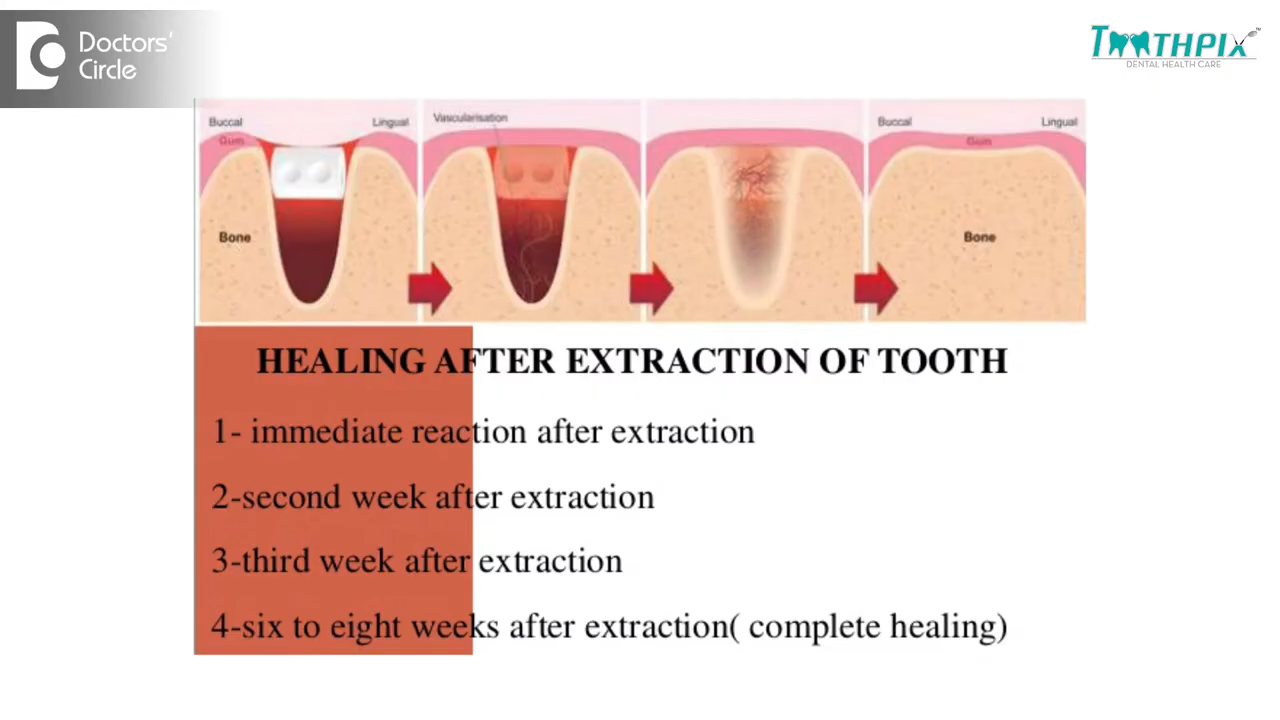 Doctors'
Circle
TOOTHPIX™
DENTAL HEALTH CARE
Buccal
Lingual
Gum
Bone
Vascularisation
Buccal
Lingual
Gum
Bone
HEALING AFTER EXTRACTION OF TOOTH
1- immediate reaction after extraction
2-second week after extraction
3-third week after extraction
4-six to eight weeks after extraction( complete healing)